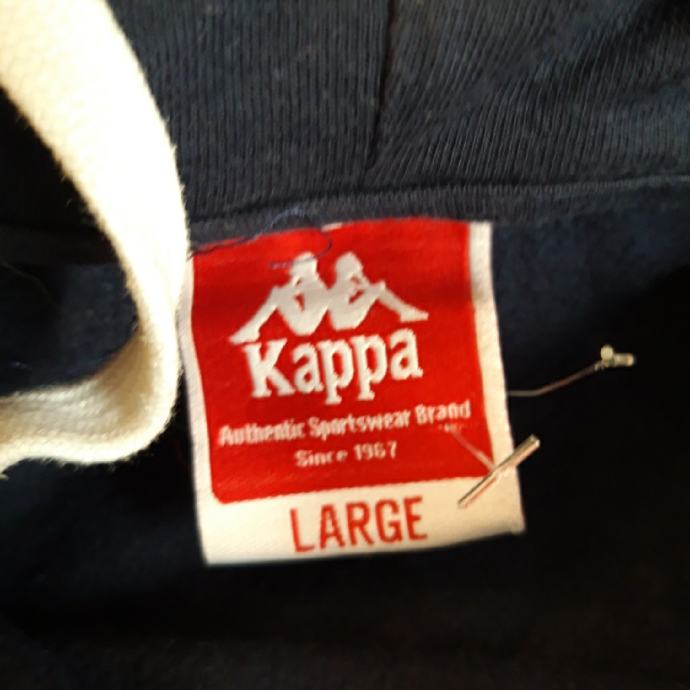 Kappa
Authentic Sportswear Brand
Since 1967
LARGE